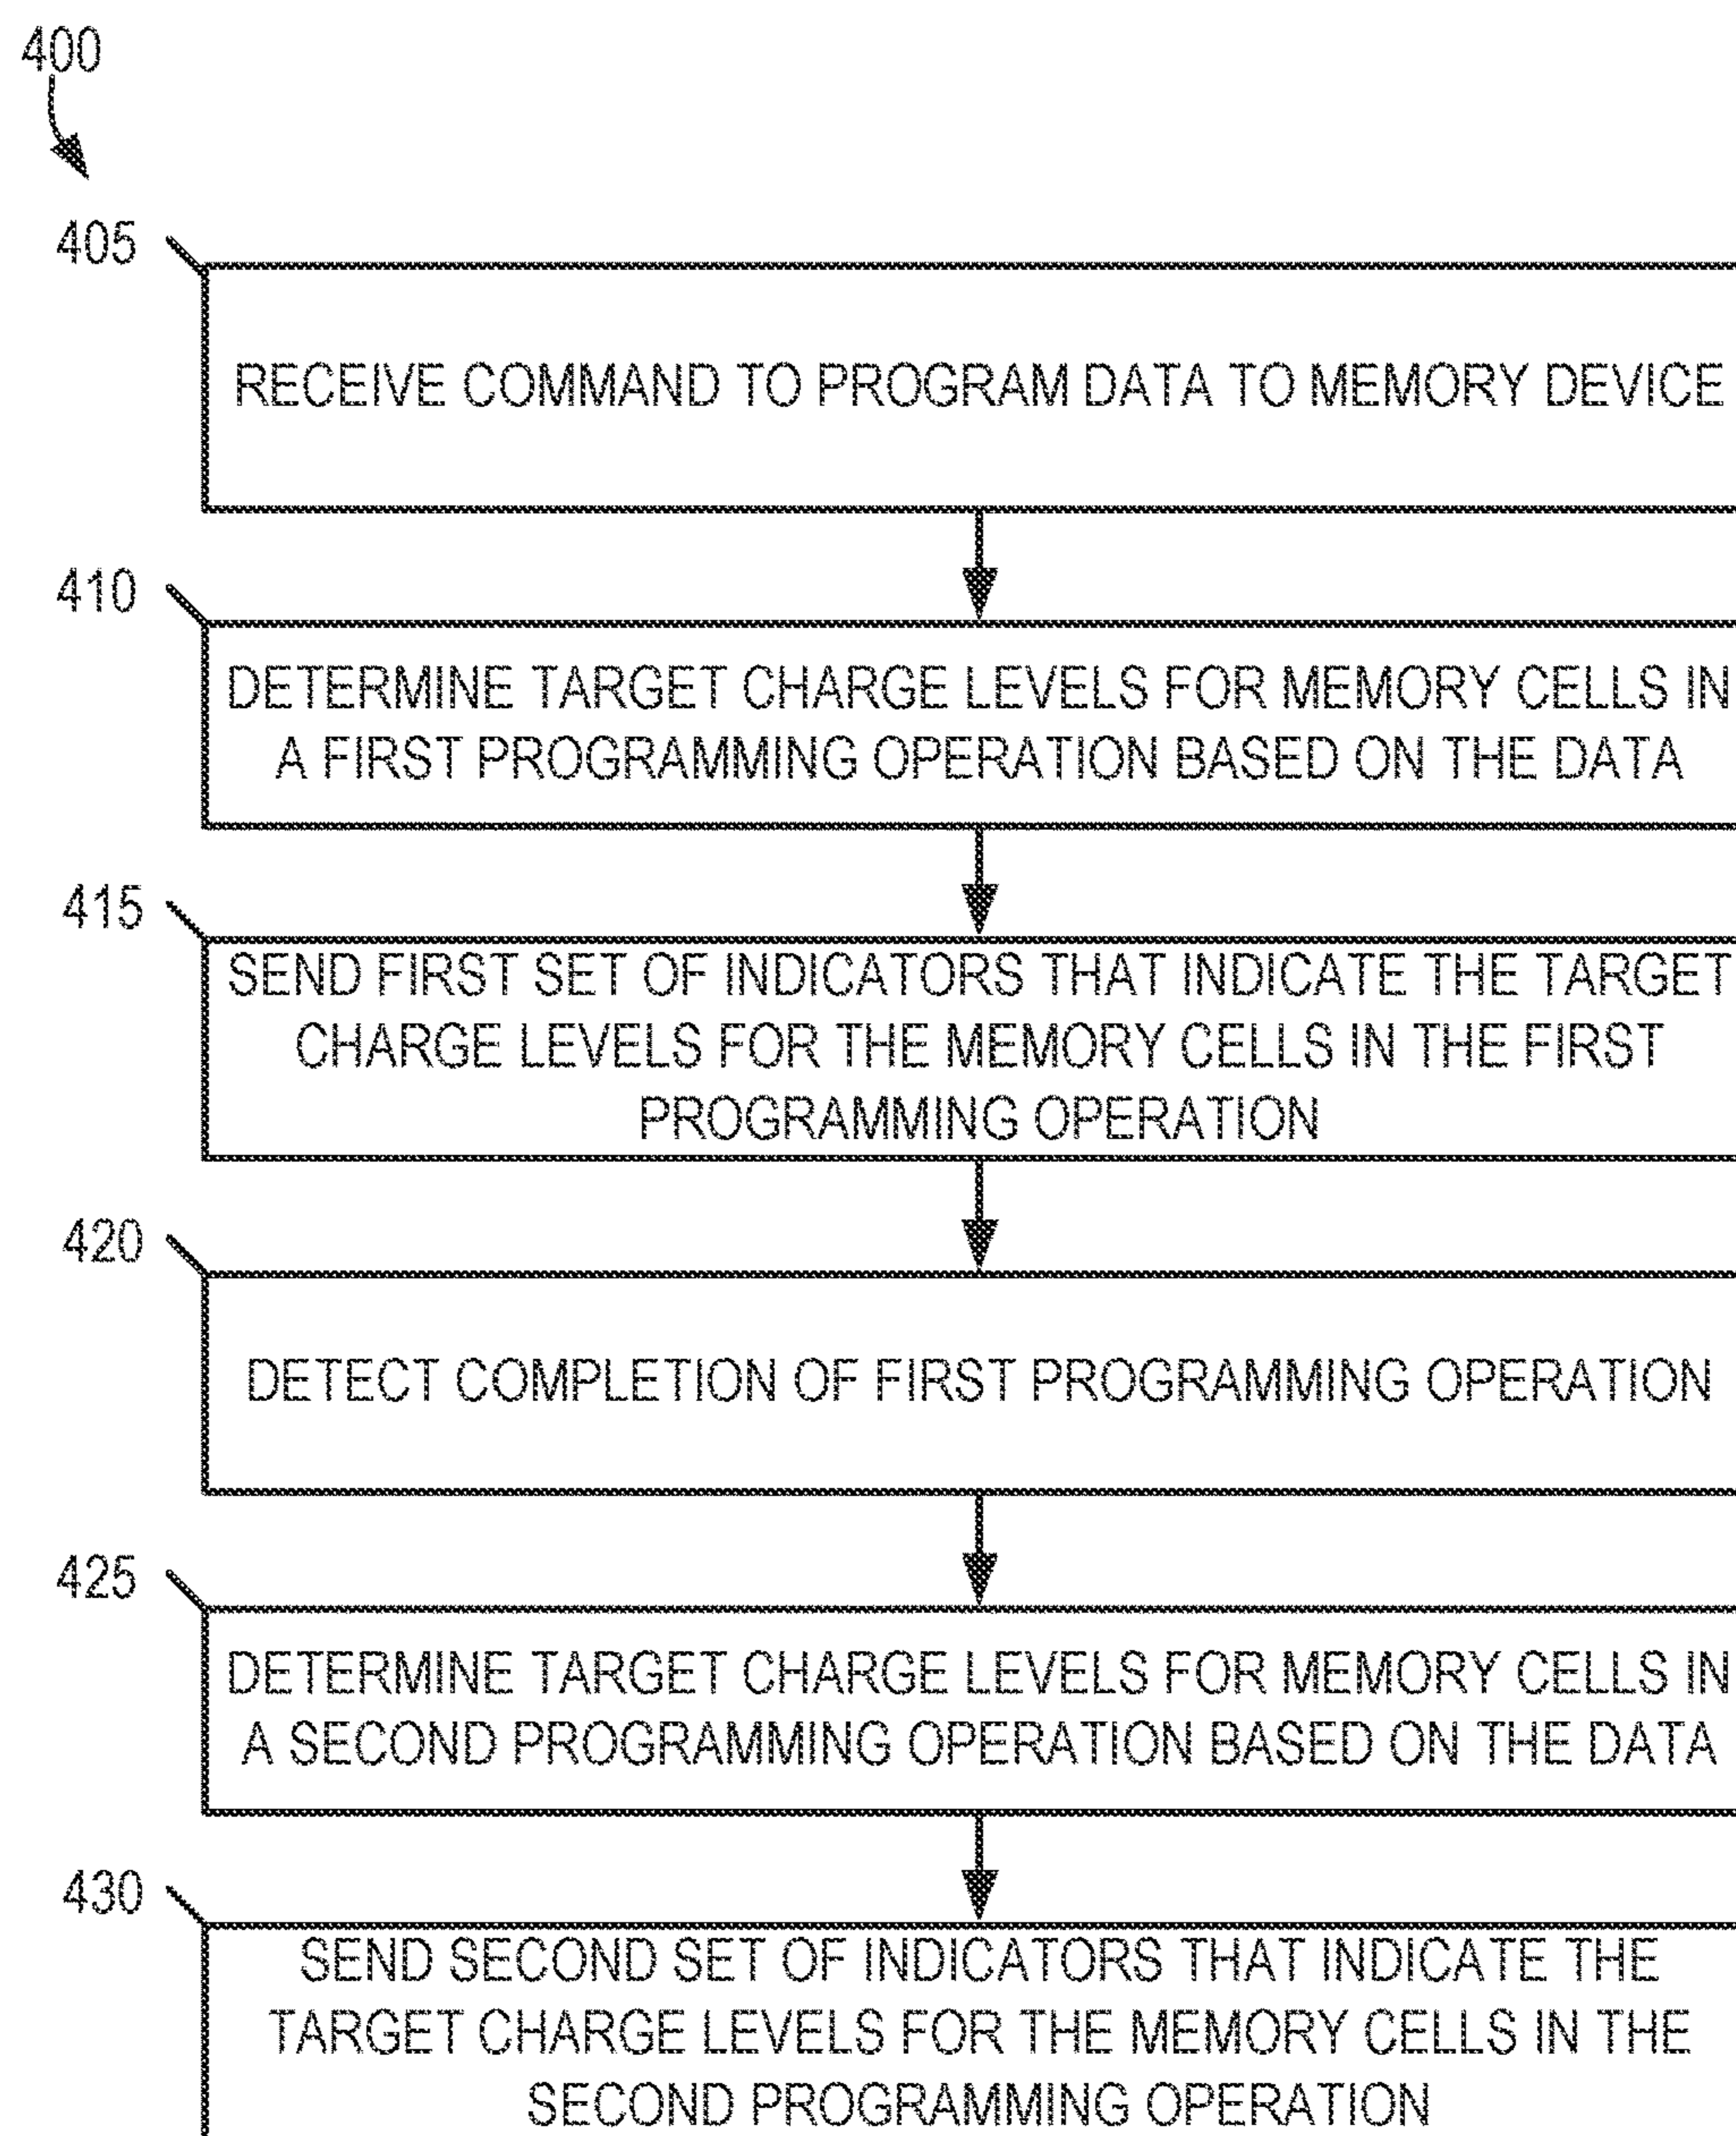 400
405
RECEIVE COMMAND TO PROGRAM DATA TO MEMORY DEVICE
410
DETERMINE TARGET CHARGE LEVELS FOR MEMORY CELLS IN
A FIRST PROGRAMMING OPERATION BASED ON THE DATA
415
SEND FIRST SET OF INDICATORS THAT INDICATE THE TARGET
CHARGE LEVELS FOR THE MEMORY CELLS IN THE FIRST
PROGRAMMING OPERATION
420
DETECT COMPLETION OF FIRST PROGRAMMING OPERATION
425
DETERMINE TARGET CHARGE LEVELS FOR MEMORY CELLS IN
A SECOND PROGRAMMING OPERATION BASED ON THE DATA
430
SEND SECOND SET OF INDICATORS THAT INDICATE THE
TARGET CHARGE LEVELS FOR THE MEMORY CELLS IN THE
SECOND PROGRAMMING OPERATION